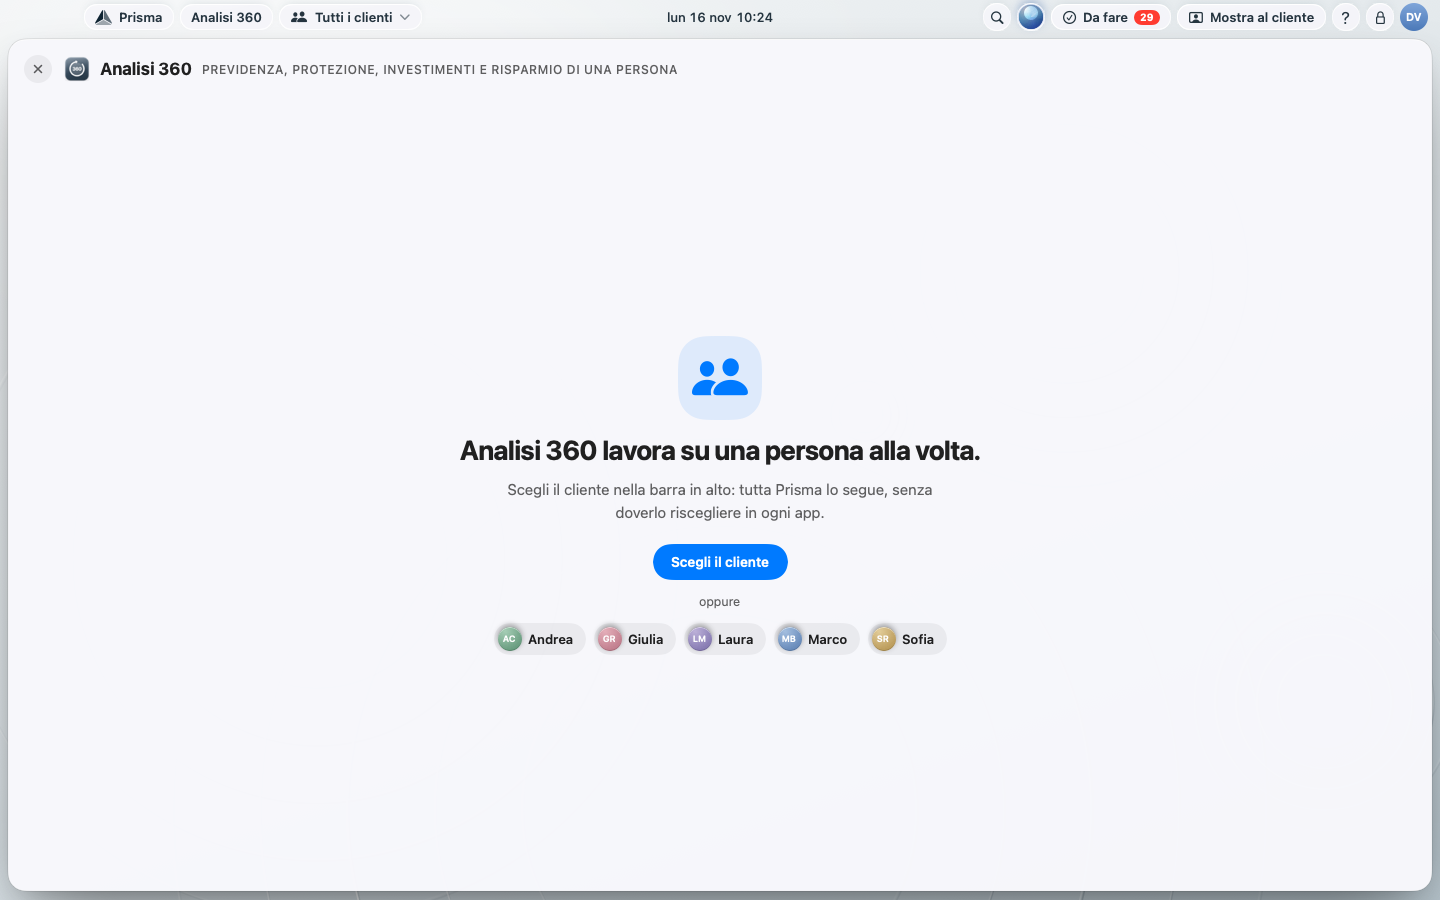 Prisma
Analisi 360
Tutti i clienti
lun 16 nov 10:24
Da fare 29
Mostra al cliente
?
DV
360
Analisi 360 PREVIDENZA, PROTEZIONE, INVESTIMENTI E RISPARMIO DI UNA PERSONA
Analisi 360 lavora su una persona alla volta.
Scegli il cliente nella barra in alto: tutta Prisma lo segue, senza
doverlo riscegliere in ogni app.
Scegli il cliente
oppure
AC Andrea
GR Giulia
LM Laura
MB Marco
SR Sofia